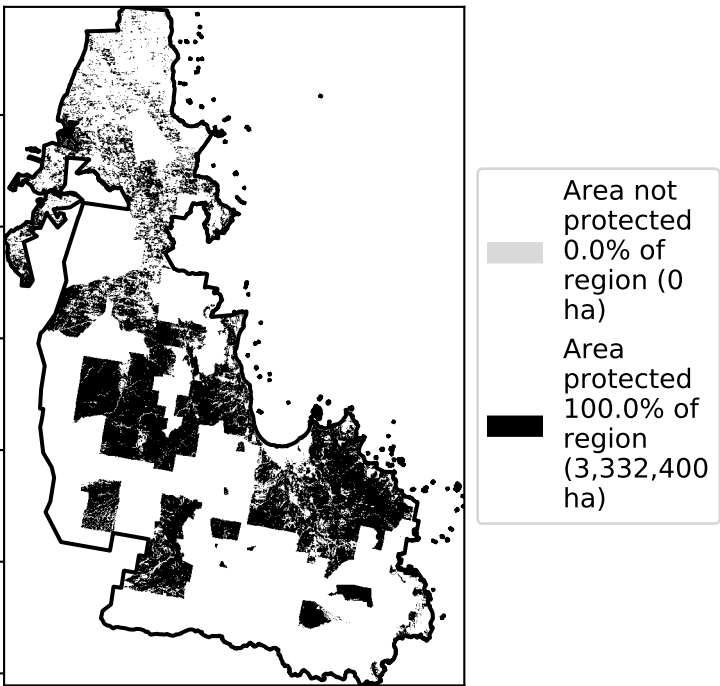 Area not
protected
0.0% of
region (0
ha)
Area
protected
100.0% of
region
(3,332,400
ha)